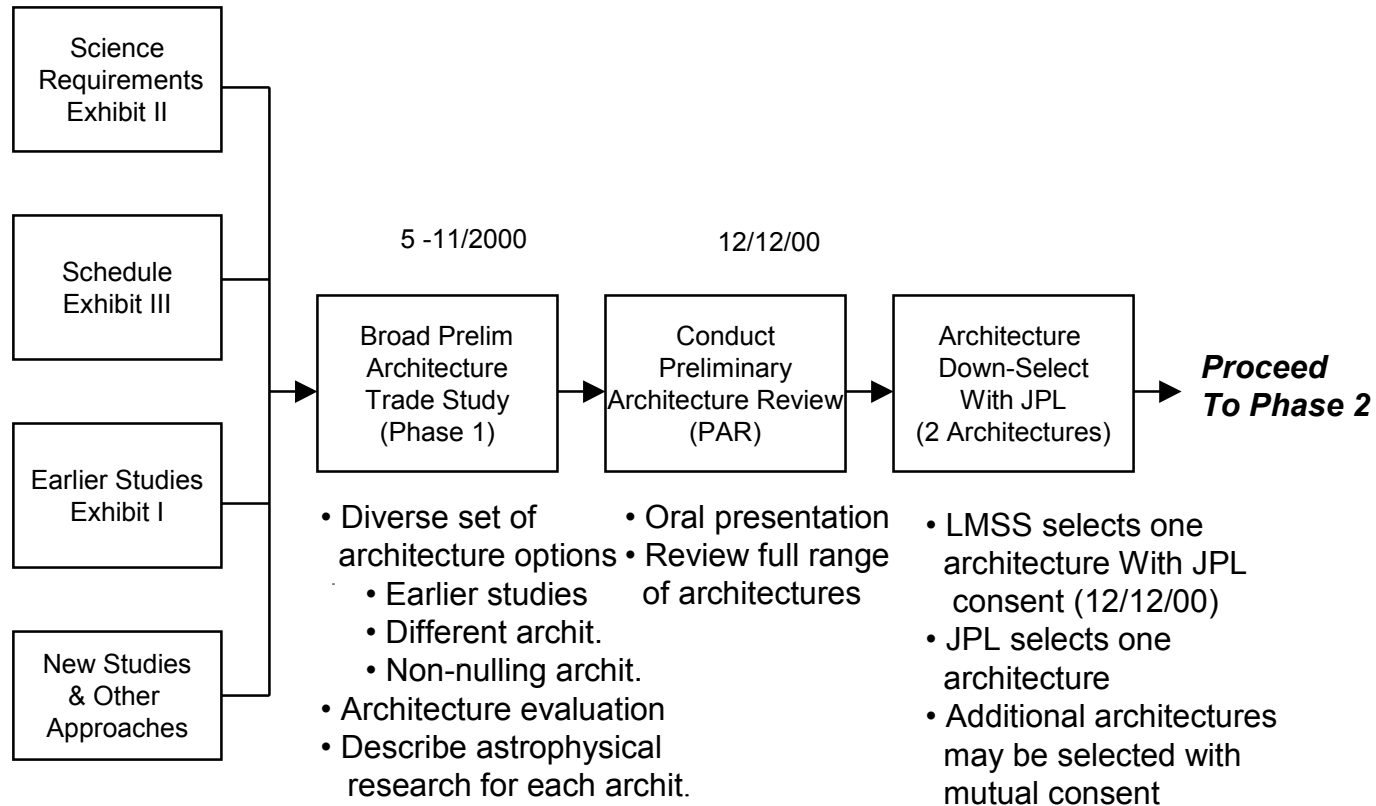 Science
Requirements
Exhibit II
Schedule
Exhibit III
Earlier Studies
Exhibit I
New Studies
& Other
Approaches
5 -11/2000
Broad Prelim
Architecture
Trade Study
(Phase 1)
• Diverse set of
architecture options
• Earlier studies
• Different archit.
• Non-nulling archit.
• Architecture evaluation
• Describe astrophysical
research for each archit.
12/12/00
Conduct
Preliminary
Architecture Review
(PAR)
• Oral presentation
• Review full range
of architectures
Architecture
Down-Select
With JPL
(2 Architectures)
• LMSS selects one
architecture With JPL
consent (12/12/00)
• JPL selects one
architecture
• Additional architectures
may be selected with
mutual consent
Proceed
To Phase 2